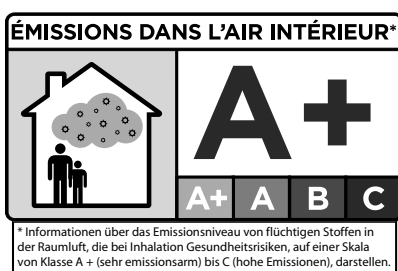 ÉMISSIONS DANS L'AIR INTÉRIEUR*
A+
A+ A B C
* Informationen über das Emissionsniveau von flüchtigen Stoffen in
der Raumluft, die bei Inhalation Gesundheitsrisiken, auf einer Skala
von Klasse A + (sehr emissionsarm) bis C (hohe Emissionen), darstellen.